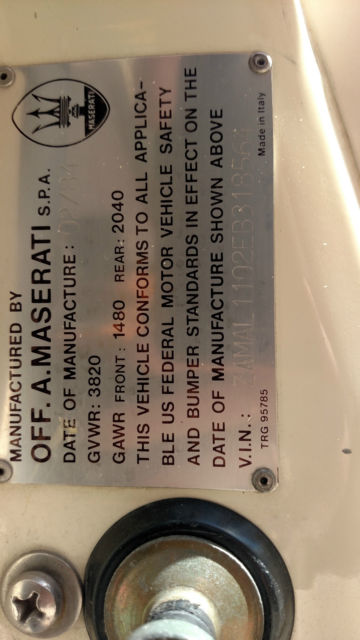 MASERATI
MANUFACTURED BY
OFF. A. MASERATI S.P.A.
DATE OF MANUFACTURE:
GVWR: 3820
GAWR FRONT: 1480 REAR: 2040
THIS VEHICLE CONFORMS TO ALL APPLICA-
BLE US FEDERAL MOTOR VEHICLE SAFETY
AND BUMPER STANDARDS IN EFFECT ON THE
DATE OF MANUFACTURE SHOWN ABOVE
V.I.N.:
TRG 95785 Made in Italy